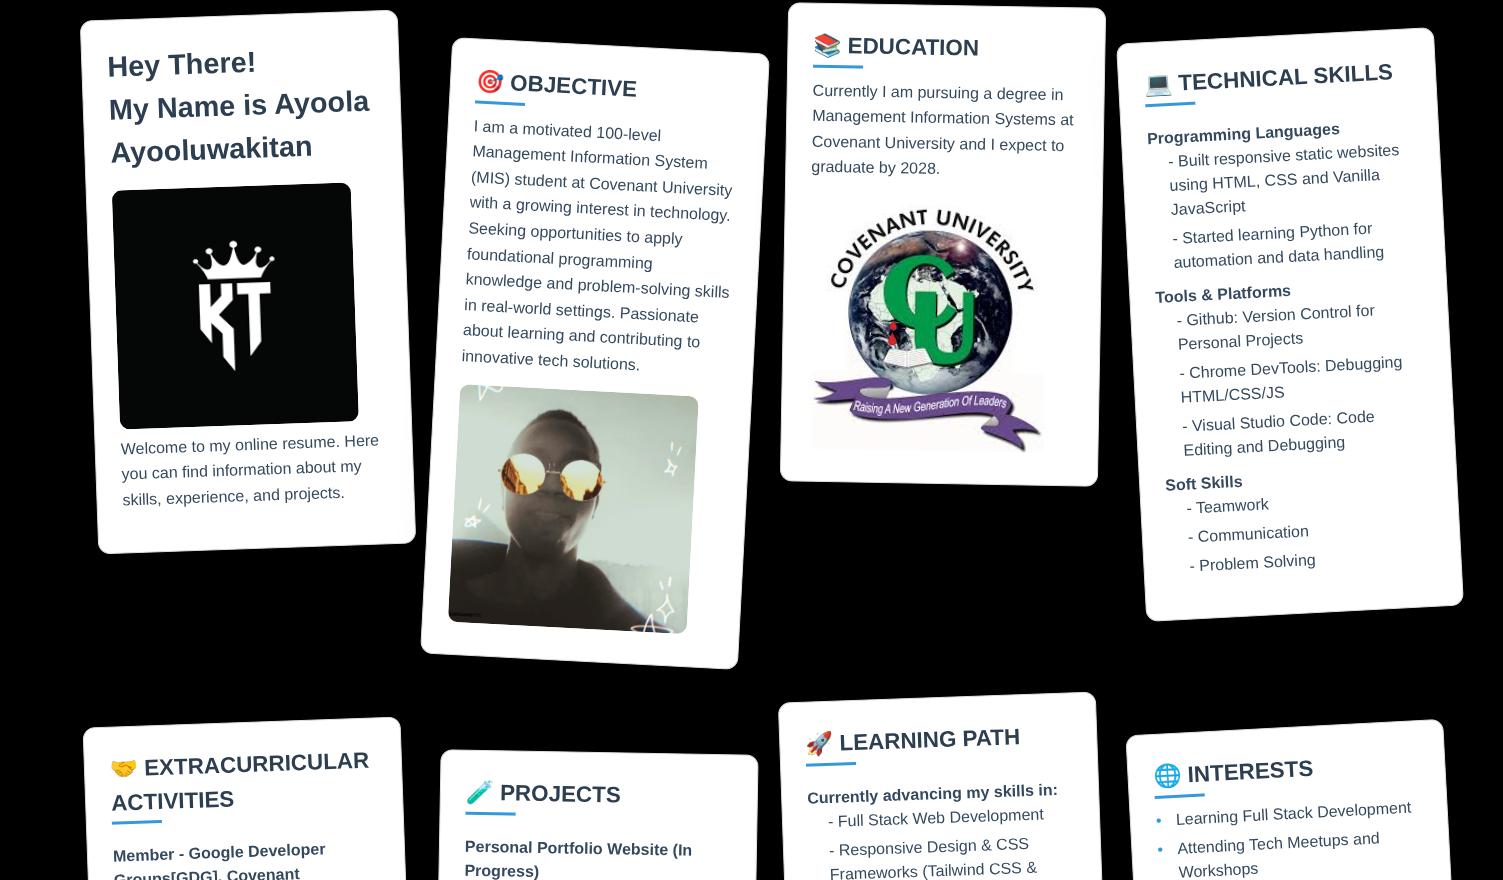 Hey There!
My Name is Ayoola
Ayooluwakitan
KT
Welcome to my online resume. Here
you can find information about my
skills, experience, and projects.
🎯 OBJECTIVE
I am a motivated 100-level
Management Information System
(MIS) student at Covenant University
with a growing interest in technology.
Seeking opportunities to apply
foundational programming
knowledge and problem-solving skills
in real-world settings. Passionate
about learning and contributing to
innovative tech solutions.
📚 EDUCATION
Currently I am pursuing a degree in
Management Information Systems at
Covenant University and I expect to
graduate by 2028.
COVENANT UNIVERSITY
CU
Raising A New Generation Of Leaders
💻 TECHNICAL SKILLS
Programming Languages
- Built responsive static websites
using HTML, CSS and Vanilla
JavaScript
- Started learning Python for
automation and data handling
Tools & Platforms
- Github: Version Control for
Personal Projects
- Chrome DevTools: Debugging
HTML/CSS/JS
- Visual Studio Code: Code
Editing and Debugging
Soft Skills
- Teamwork
- Communication
- Problem Solving
🤝 EXTRACURRICULAR
ACTIVITIES
Member - Google Developer
Groups[GDG], Covenant
🧪 PROJECTS
Personal Portfolio Website (In
Progress)
🚀 LEARNING PATH
Currently advancing my skills in:
- Full Stack Web Development
- Responsive Design & CSS
Frameworks (Tailwind CSS &
🌐 INTERESTS
• Learning Full Stack Development
• Attending Tech Meetups and
Workshops